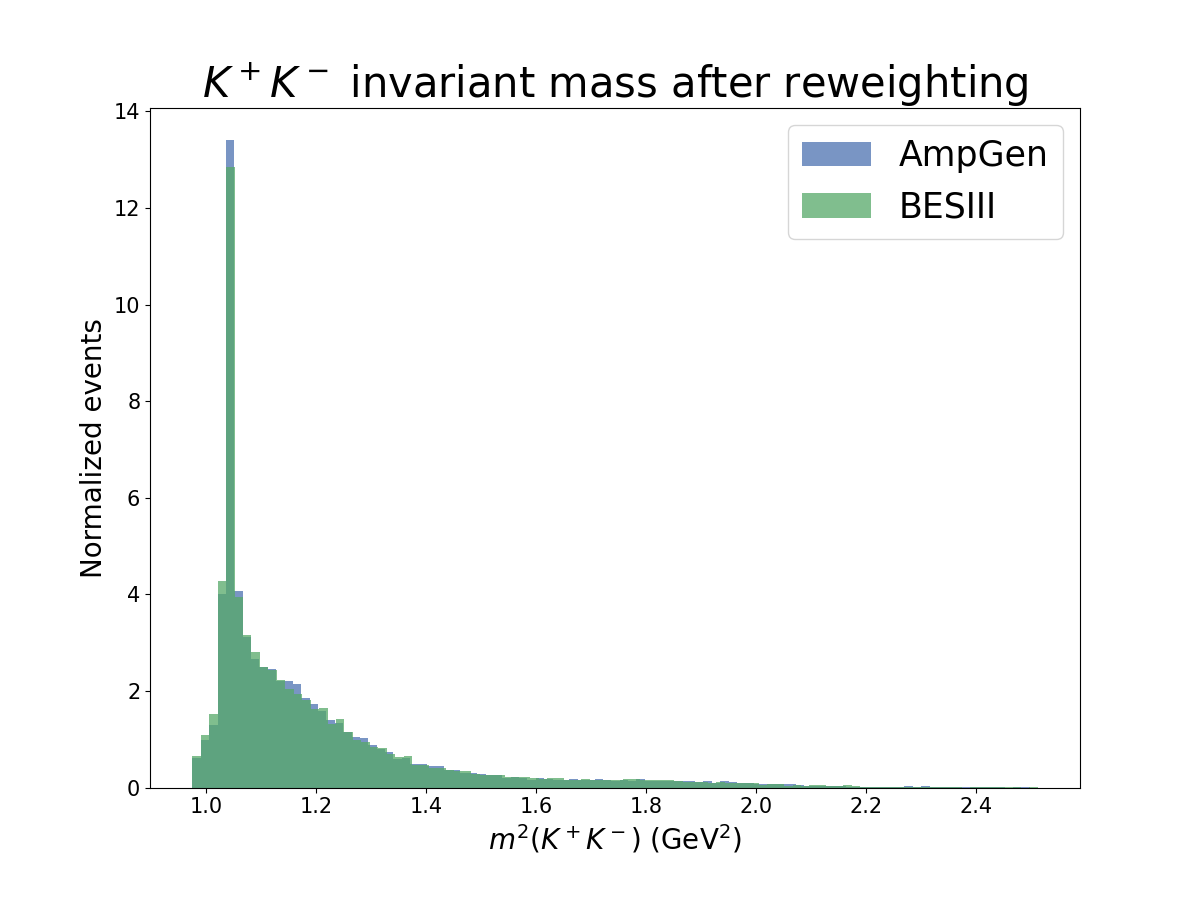 K⁺K⁻ invariant mass after reweighting
AmpGen
BESIII
Normalized events
14
12
10
8
6
4
2
0
1.0 1.2 1.4 1.6 1.8 2.0 2.2 2.4
m²(K⁺K⁻) (GeV²)